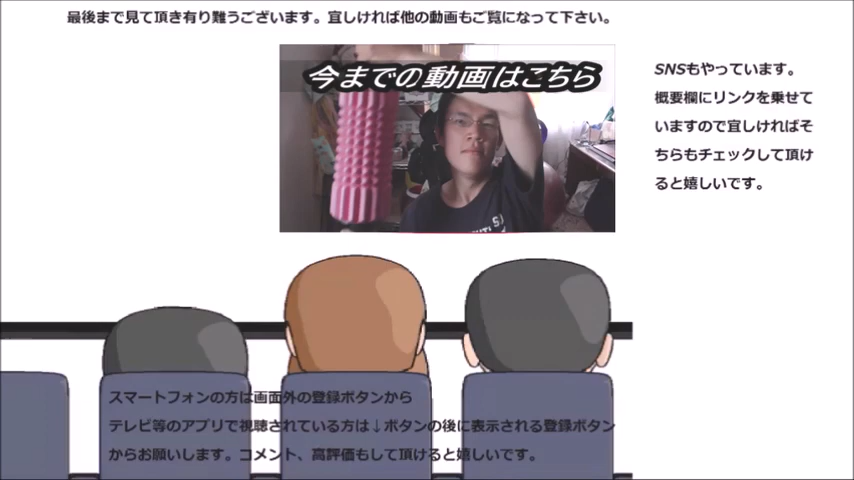 最後まで見て頂き有り難うございます。宜しければ他の動画もご覧になって下さい。
今までの動画はこちら
SNSもやっています。
概要欄にリンクを乗せて
いますので宜しければそ
ちらもチェックして頂け
ると嬉しいです。
スマートフォンの方は画面外の登録ボタンから
テレビ等のアプリで視聴されている方は↓ボタンの後に表示される登録ボタン
からお願いします。コメント、高評価もして頂けると嬉しいです。